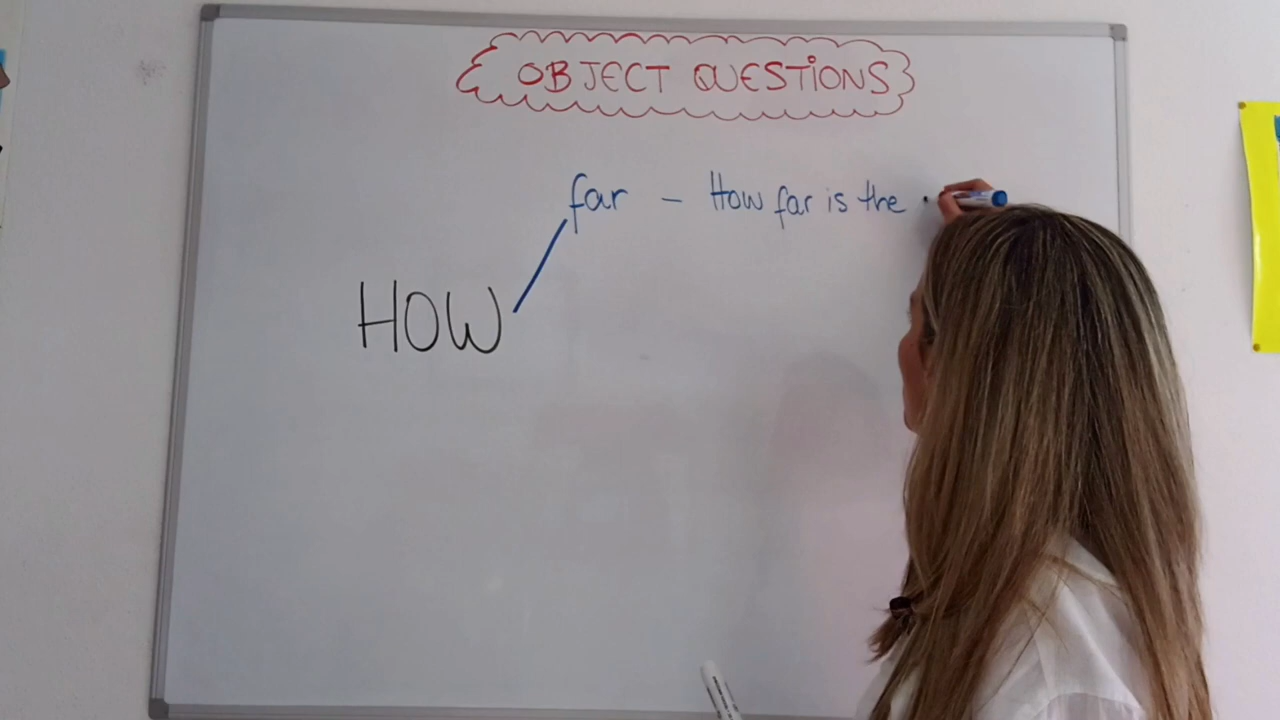 OBJECT QUESTIONS
far – How far is the
HOW